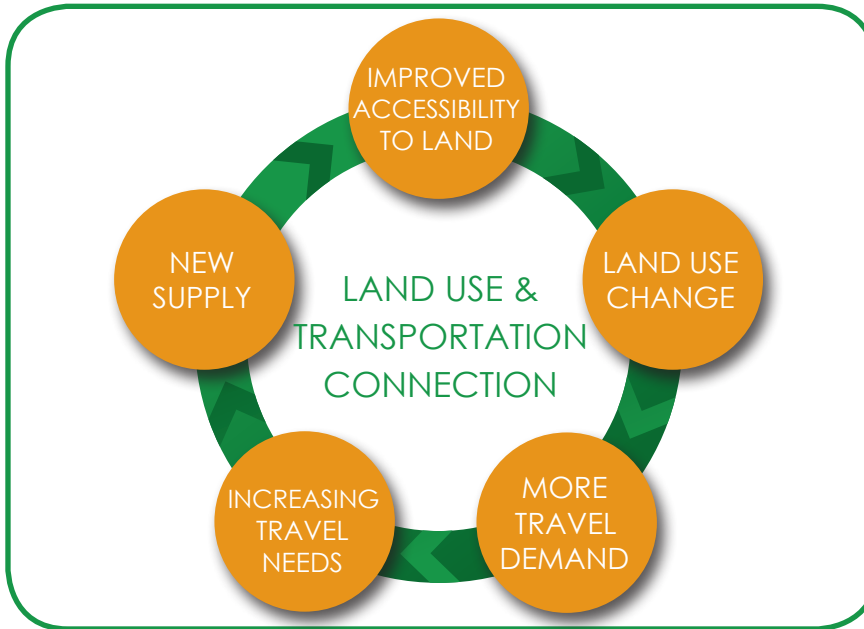 IMPROVED
ACCESSIBILITY
TO LAND
LAND USE
CHANGE
MORE
TRAVEL
DEMAND
INCREASING
TRAVEL
NEEDS
NEW
SUPPLY
LAND USE &
TRANSPORTATION
CONNECTION